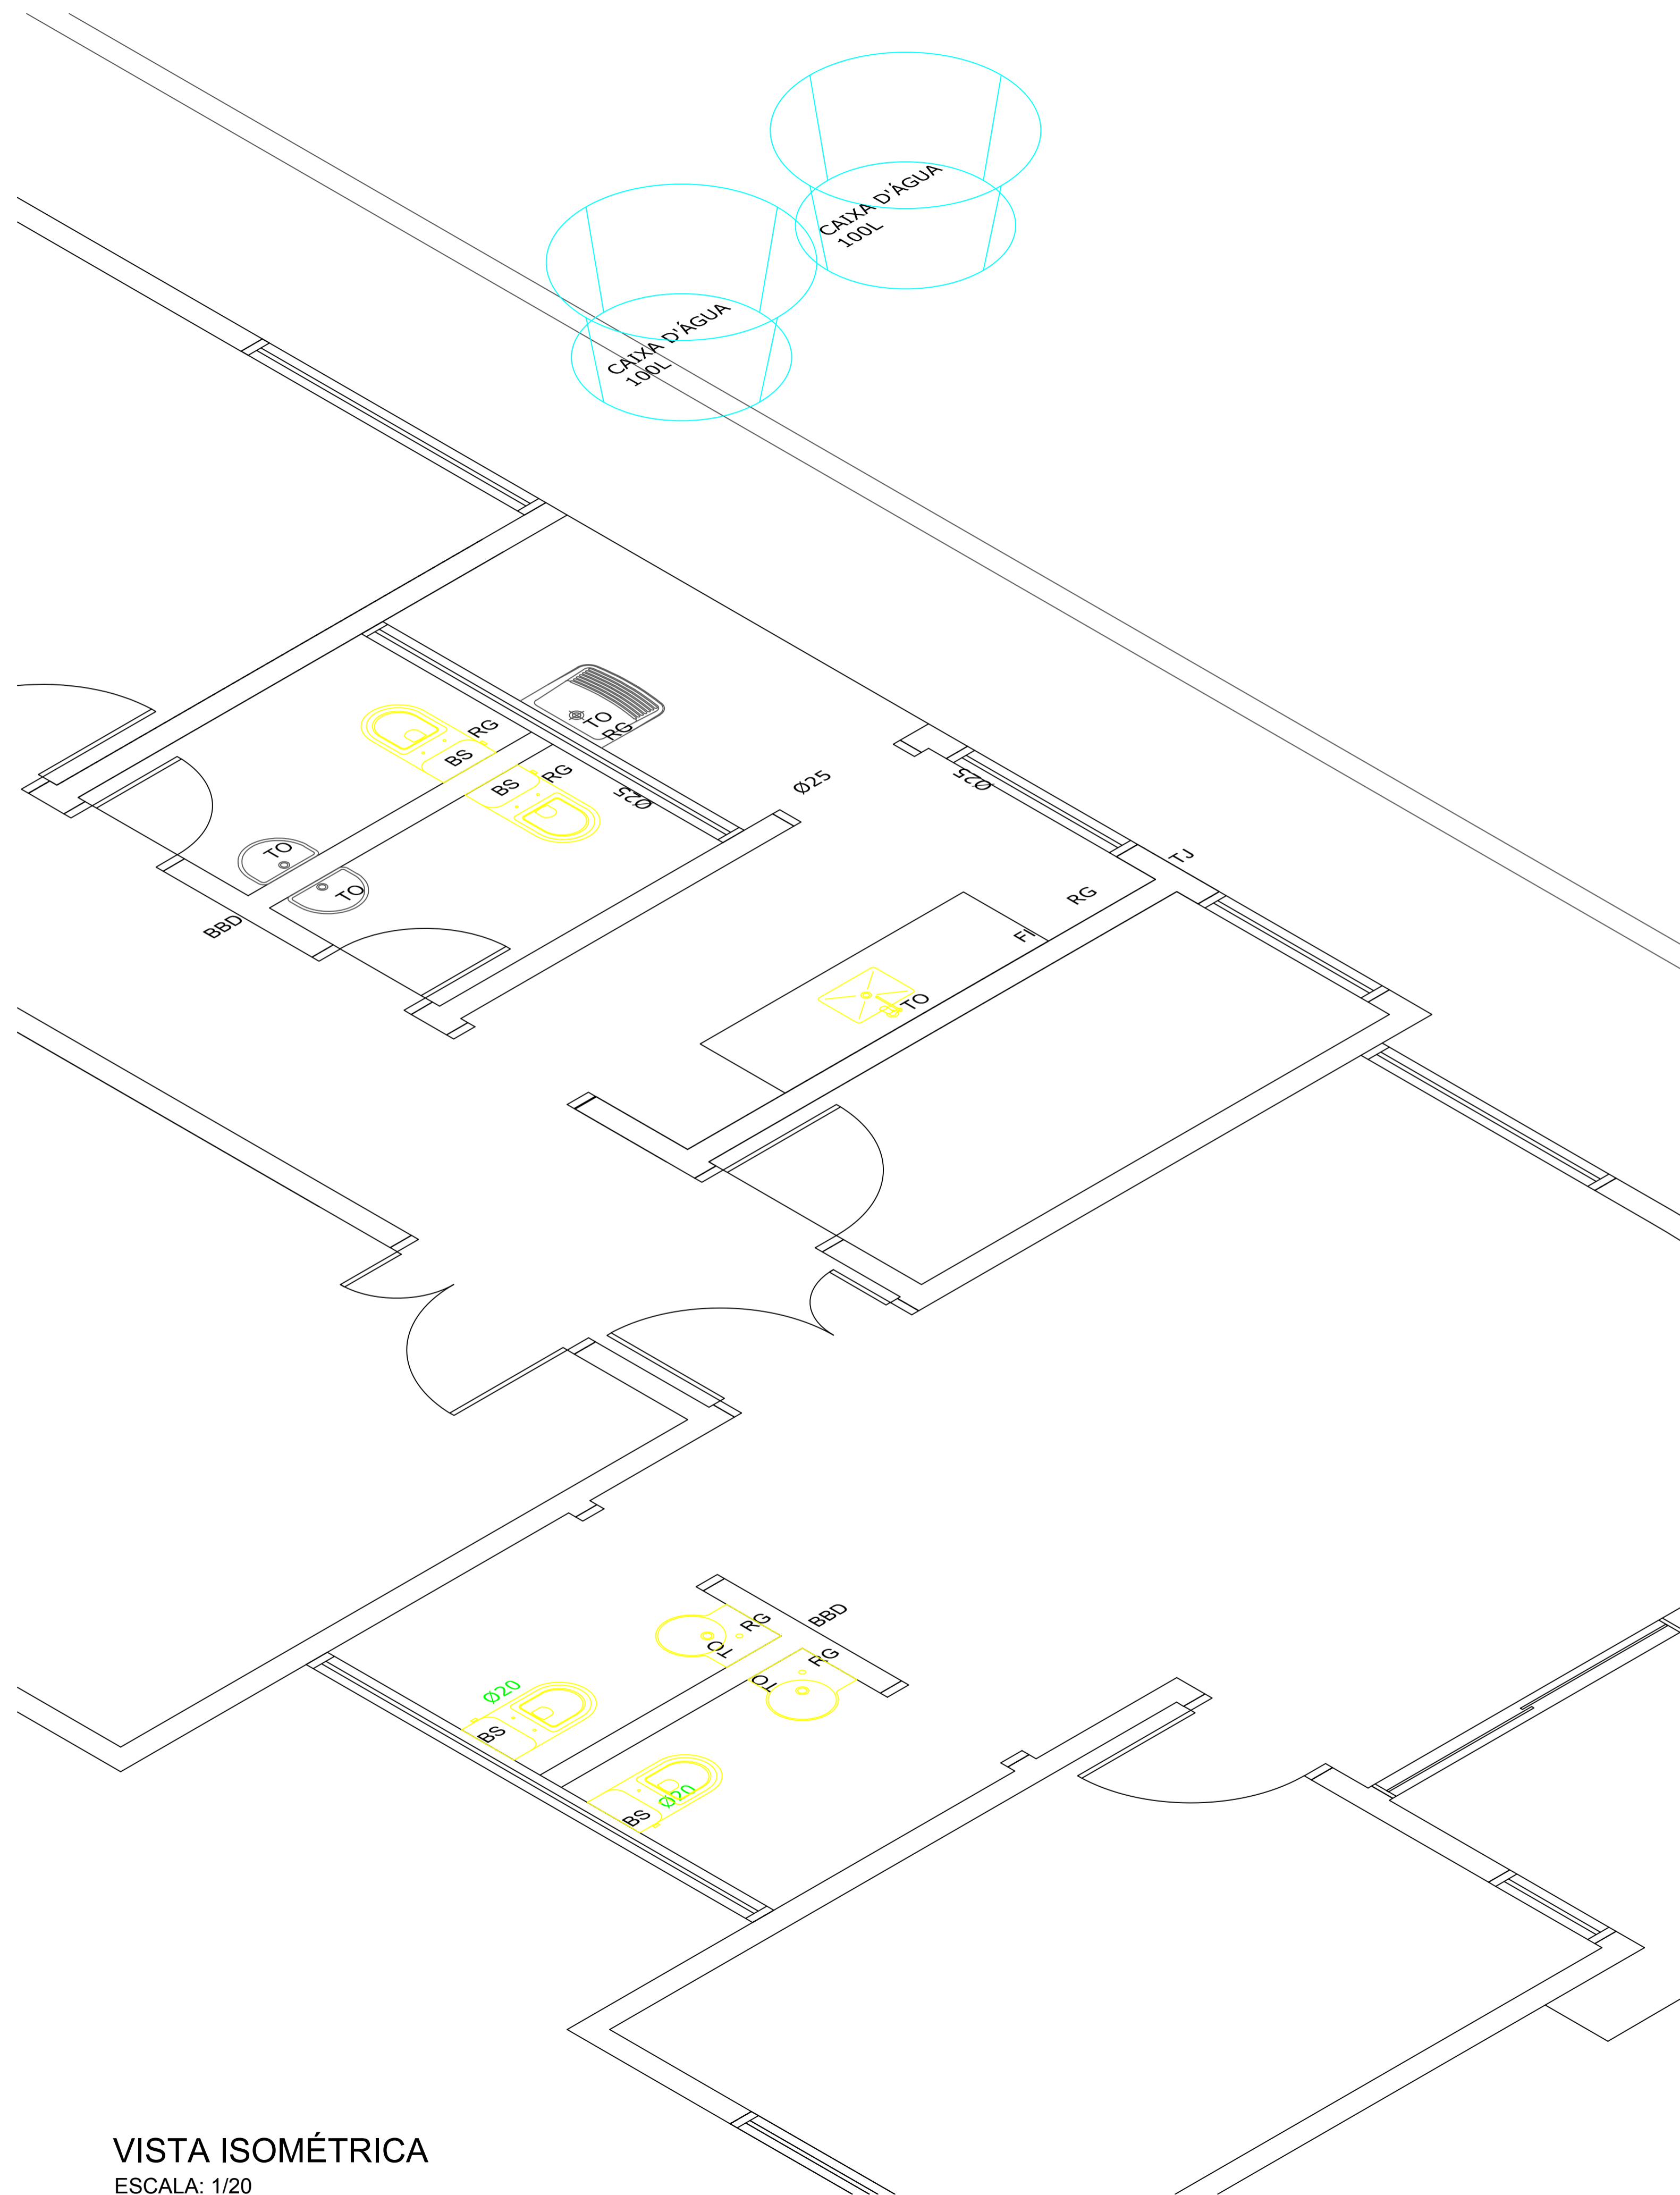 CAIXA D'ÁGUA
100L
CAIXA D'ÁGUA
100L
TO
RG
RG
BS
RG
BS
Ø25
Ø25
Ø25
TO
TO
BBD
TJ
RG
FI
TO
RG
BBD
TO
RG
TO
Ø20
BS
Ø20
BS
VISTA ISOMÉTRICA
ESCALA: 1/20